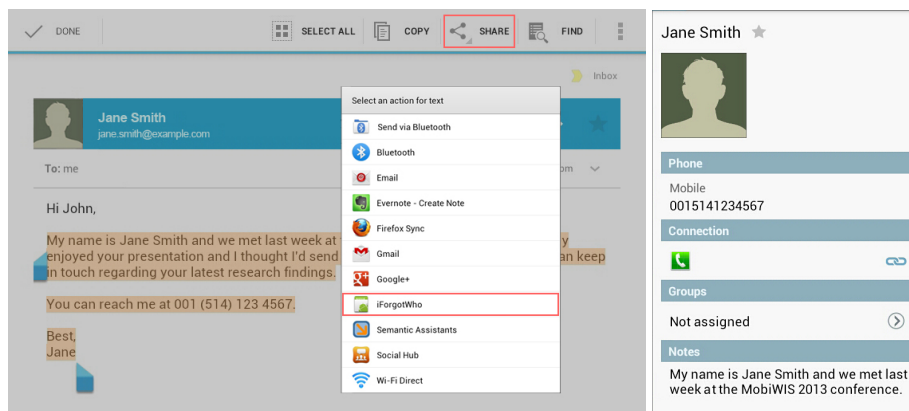 DONE
SELECT ALL
COPY
SHARE
FIND
Inbox
Jane Smith
jane.smith@example.com
To: me
Hi John,
My name is Jane Smith and we met last week at
enjoyed your presentation and I thought I'd send
an keep
in touch regarding your latest research findings.
You can reach me at 001 (514) 123 4567.
Best,
Jane
Select an action for text
Send via Bluetooth
Bluetooth
Email
Evernote - Create Note
Firefox Sync
Gmail
Google+
iForgotWho
Semantic Assistants
Social Hub
Wi-Fi Direct
Jane Smith
Phone
Mobile
0015141234567
Connection
Groups
Not assigned
Notes
My name is Jane Smith and we met last
week at the MobiWIS 2013 conference.